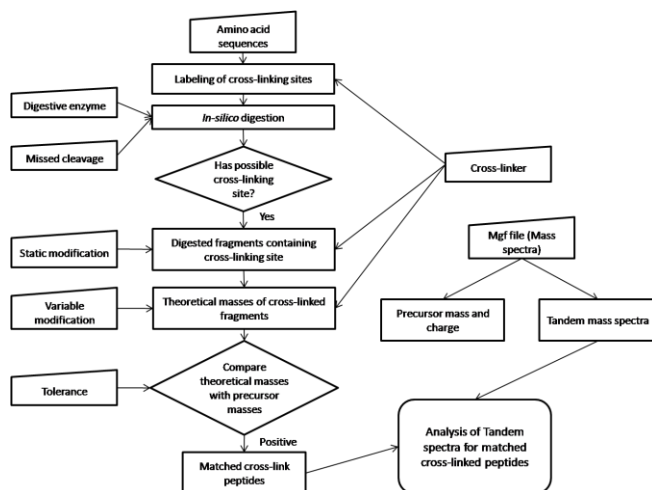 Amino acid
sequences
Labeling of cross-linking sites
Digestive enzyme
In-silico digestion
Missed cleavage
Has possible
cross-linking
site?
Cross-linker
Yes
Mgf file (Mass
spectra)
Static modification
Digested fragments containing
cross-linking site
Variable
modification
Theoretical masses of cross-linked
fragments
Precursor mass and
charge
Tandem mass spectra
Tolerance
Compare
theoretical masses
with precursor
masses
Positive
Matched cross-link
peptides
Analysis of Tandem
spectra for matched
cross-linked peptides